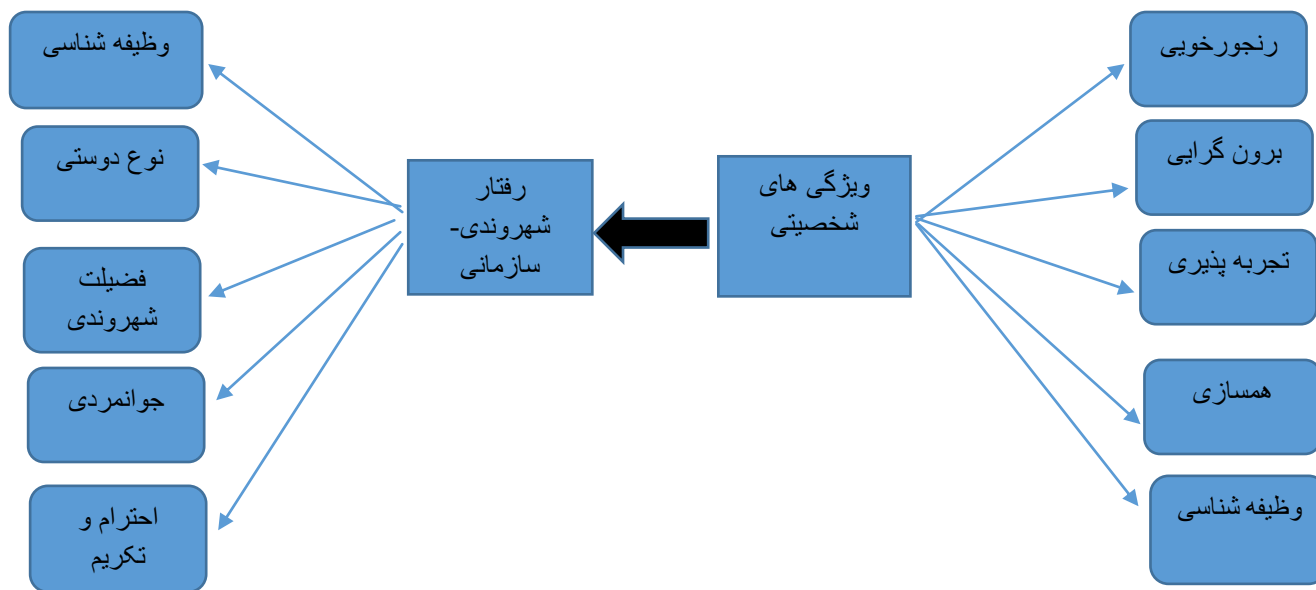 رنجورخویی
برون گرایی
تجربه پذیری
همسازی
وظیفه شناسی
ویژگی های
شخصیتی
رفتار
شهروندی-
سازمانی
وظیفه شناسی
نوع دوستی
فضیلت
شهروندی
جوانمردی
احترام و
تکریم